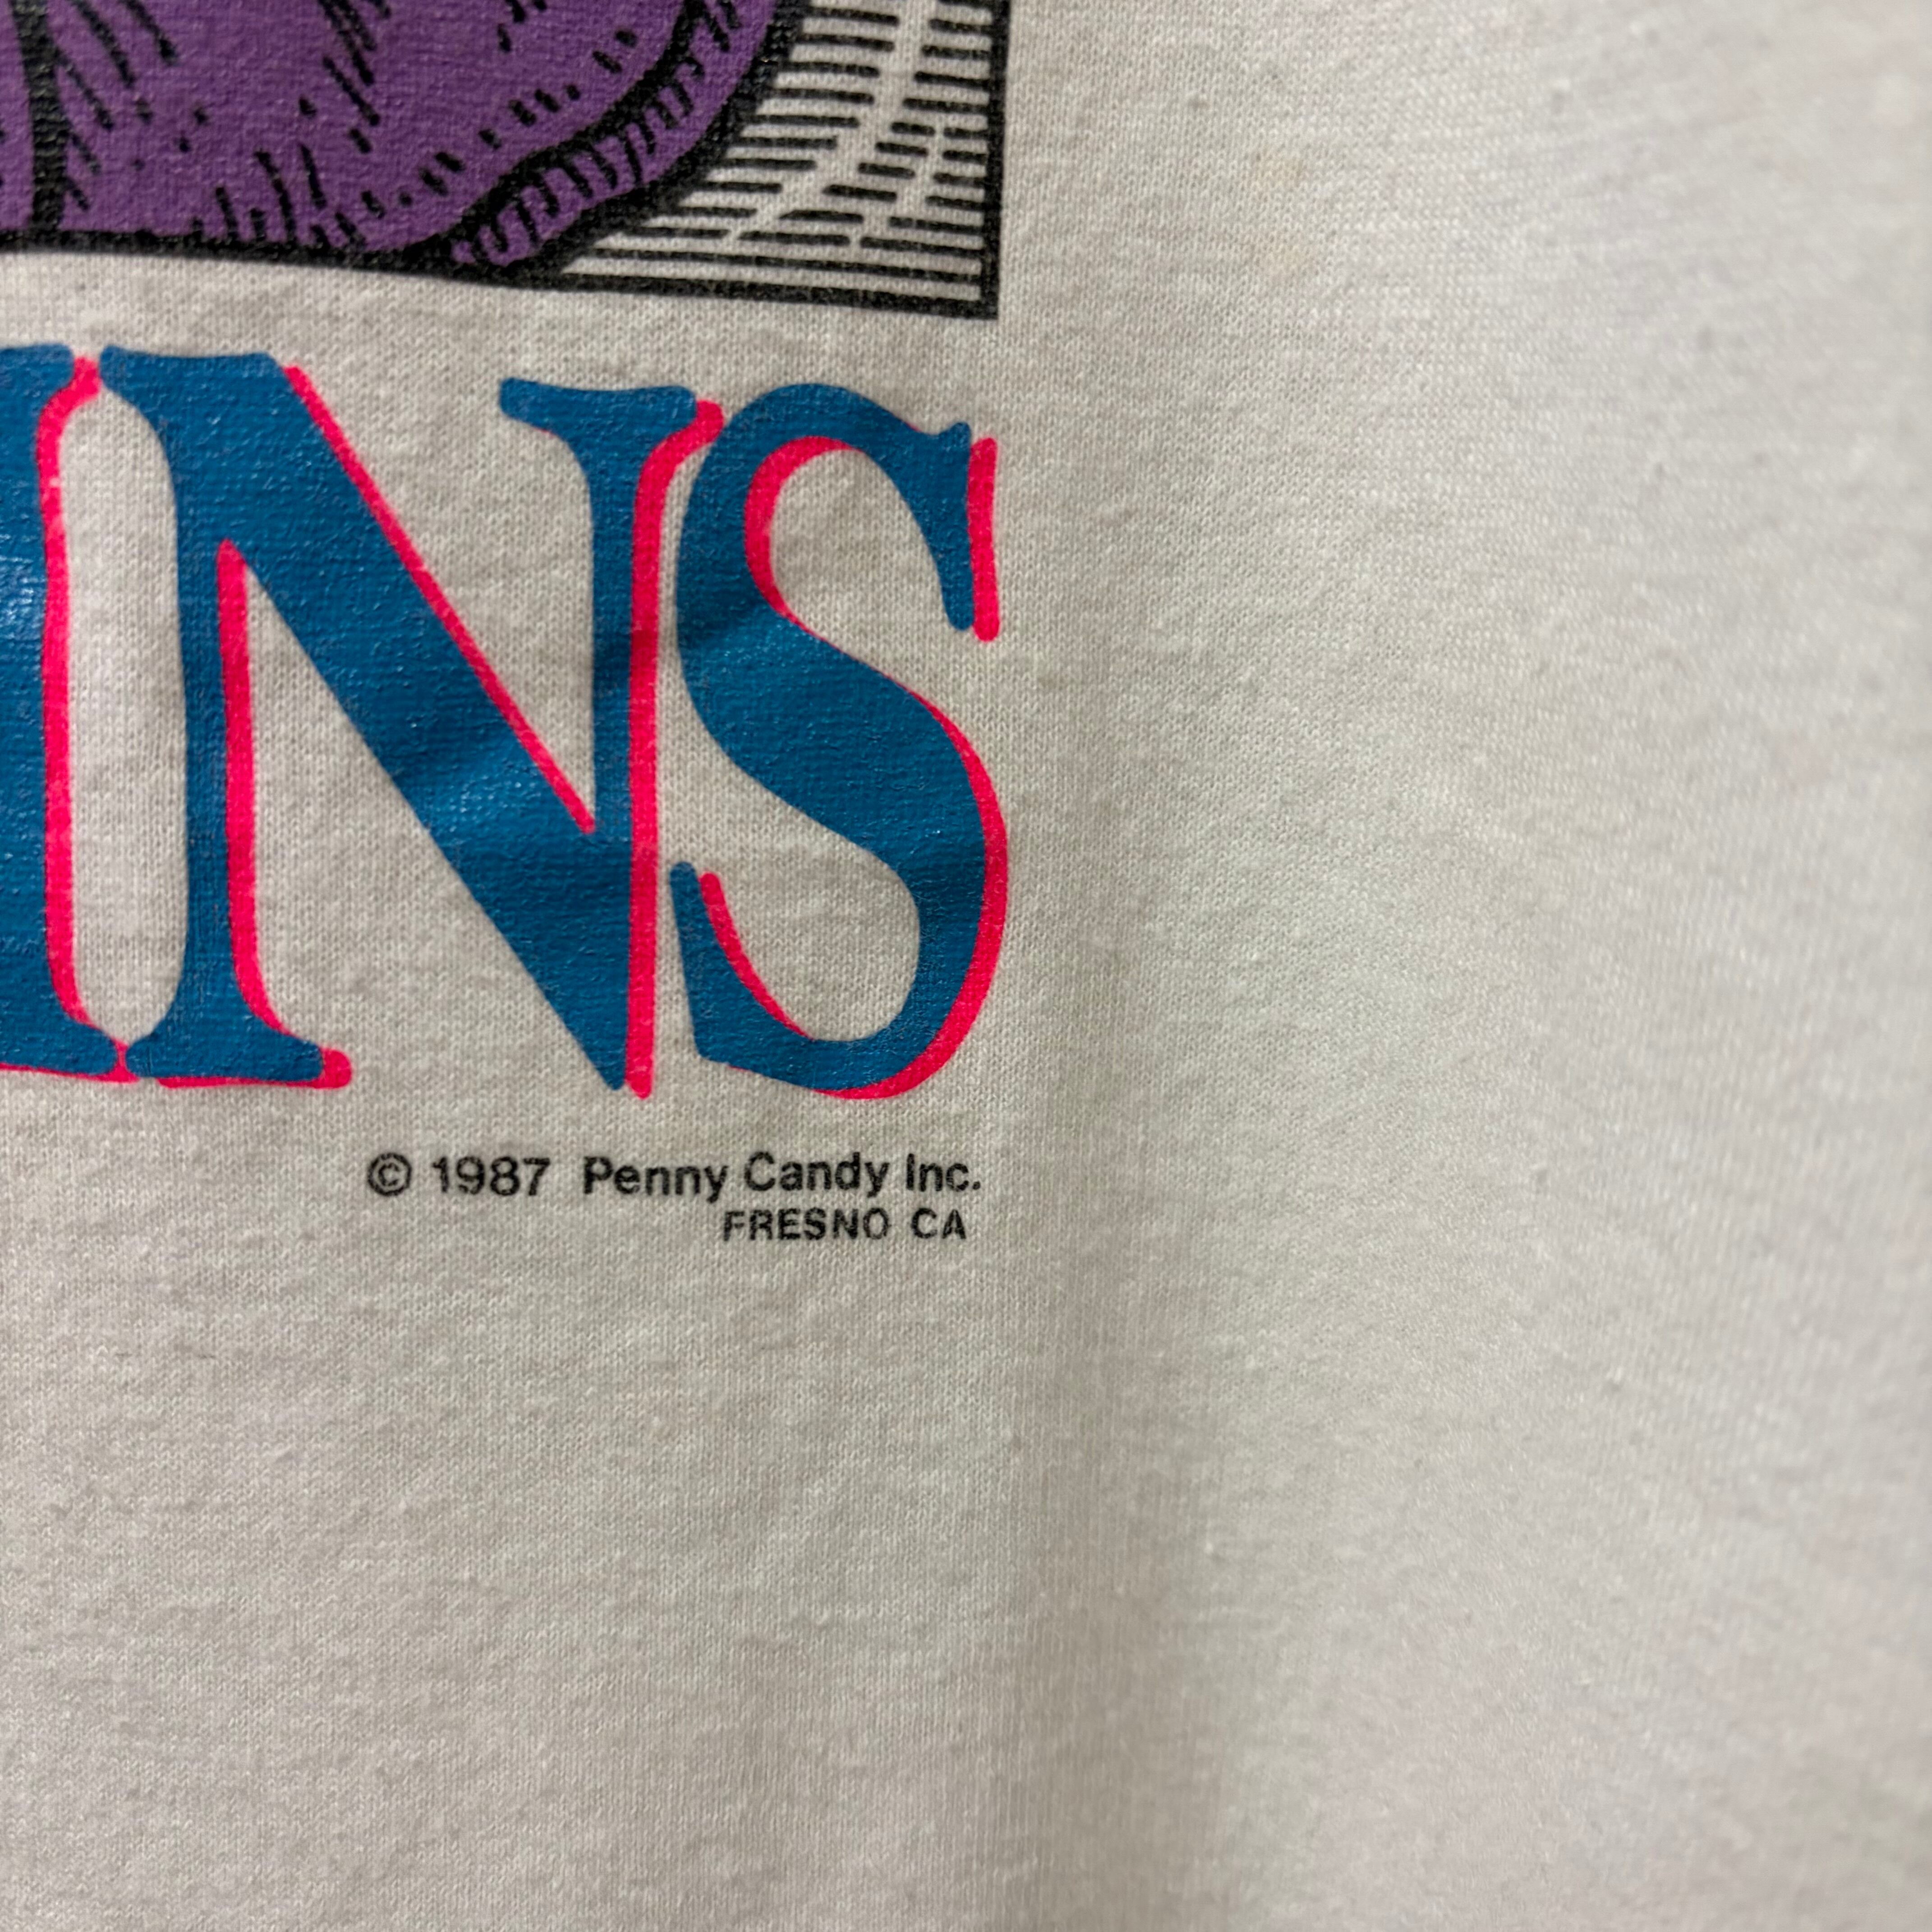 INS
© 1987 Penny Candy Inc.
FRESNO CA